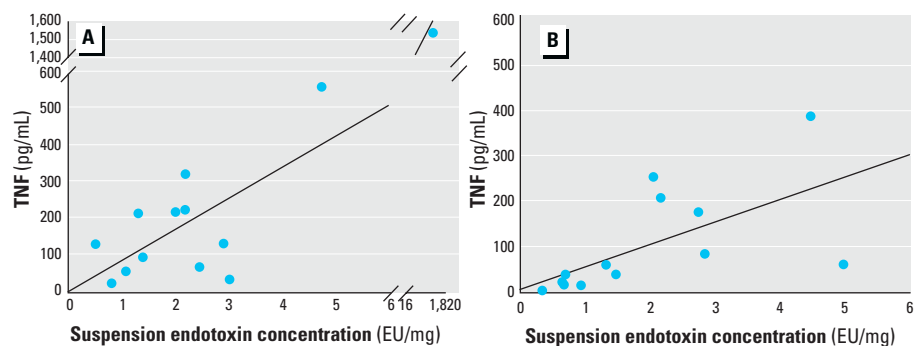 A
1,600
1,500
1,400
600
500
400
300
200
100
0
TNF (pg/mL)
0 1 2 3 4 5 6 16 1,820
Suspension endotoxin concentration (EU/mg)
B
600
500
400
300
200
100
0
TNF (pg/mL)
0 1 2 3 4 5 6
Suspension endotoxin concentration (EU/mg)